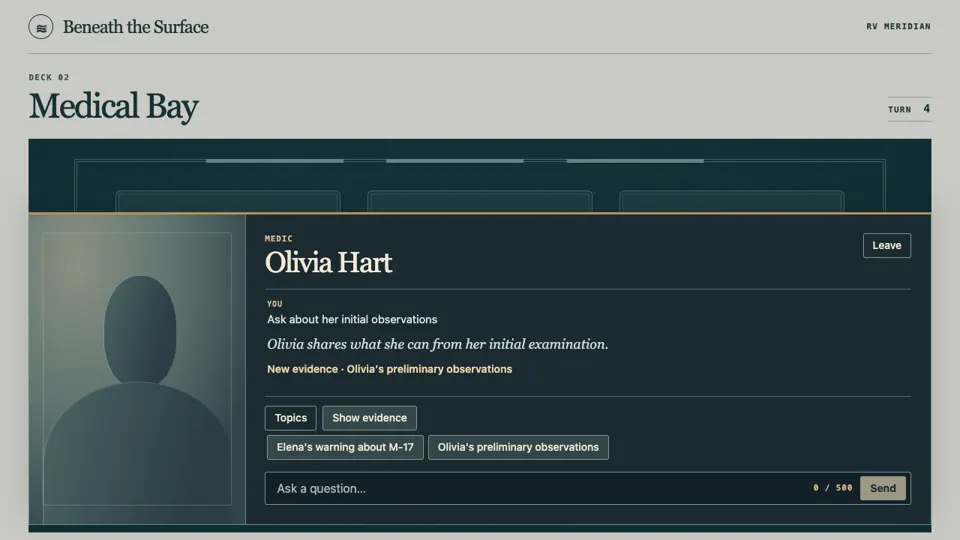 Beneath the Surface
RV MERIDIAN
DECK 02
Medical Bay
TURN 4
MEDIC
Olivia Hart
Leave
YOU
Ask about her initial observations
Olivia shares what she can from her initial examination.
New evidence · Olivia's preliminary observations
Topics Show evidence
Elena's warning about M-17 Olivia's preliminary observations
Ask a question... 0 / 500 Send